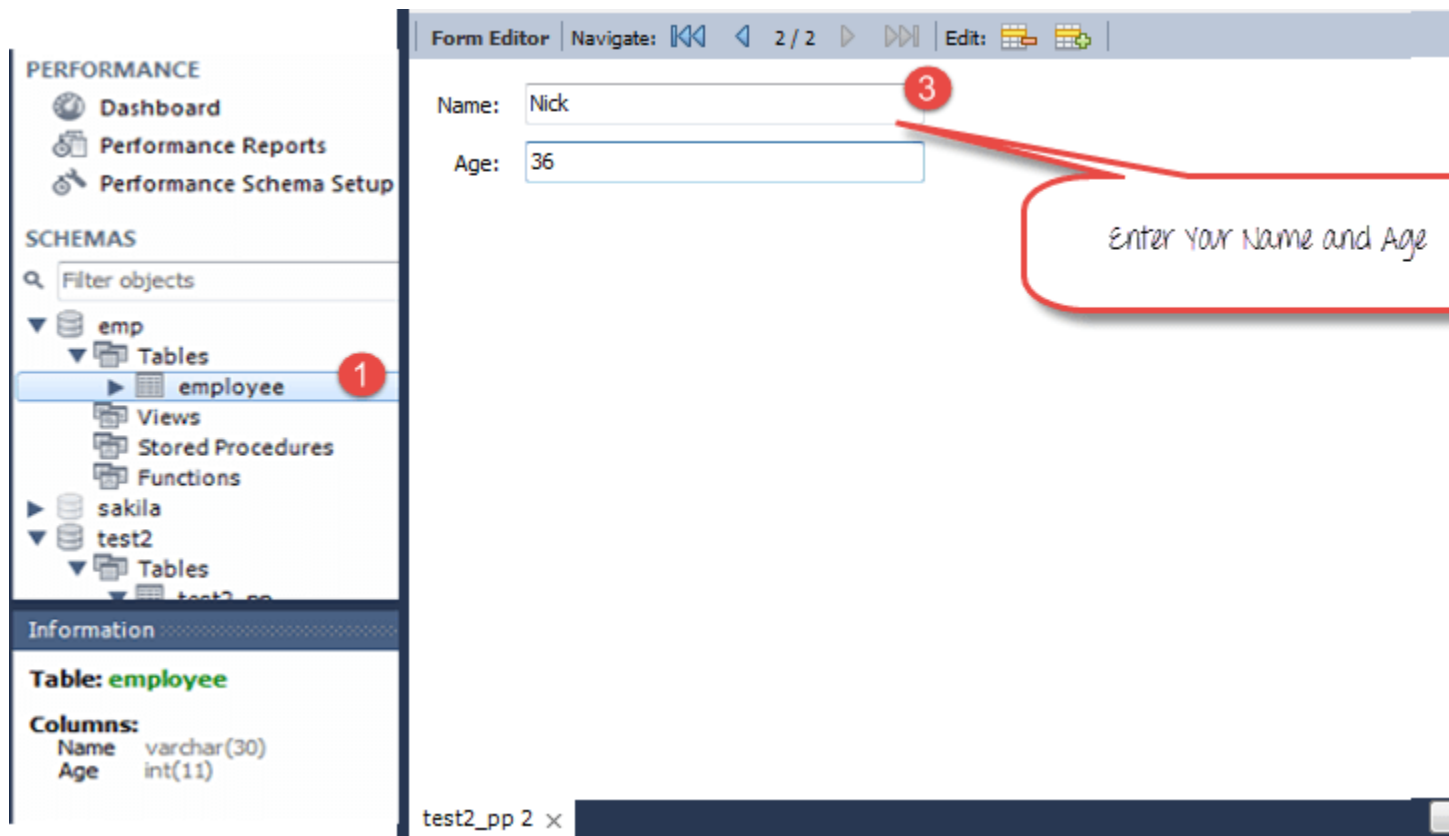 PERFORMANCE
Dashboard
Performance Reports
Performance Schema Setup
SCHEMAS
Filter objects
emp
Tables
employee
1
Views
Stored Procedures
Functions
sakila
test2
Tables
test2_pp
Information
Table: employee
Columns:
Name varchar(30)
Age int(11)
Form Editor Navigate: 2 / 2 Edit:
Name: Nick
3
Age: 36
Enter Your Name and Age
test2_pp 2 ×